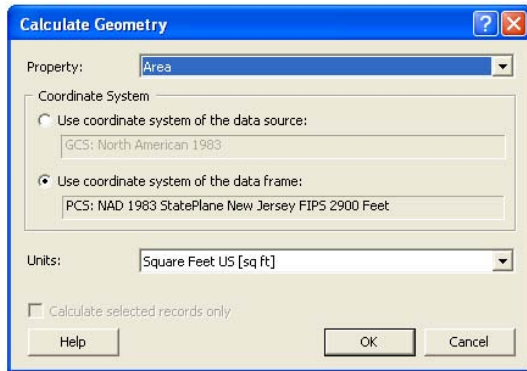 Calculate Geometry
Property: Area
Coordinate System
Use coordinate system of the data source:
GCS: North American 1983
Use coordinate system of the data frame:
PCS: NAD 1983 StatePlane New Jersey FIPS 2900 Feet
Units: Square Feet US [sq ft]
Calculate selected records only
Help OK Cancel